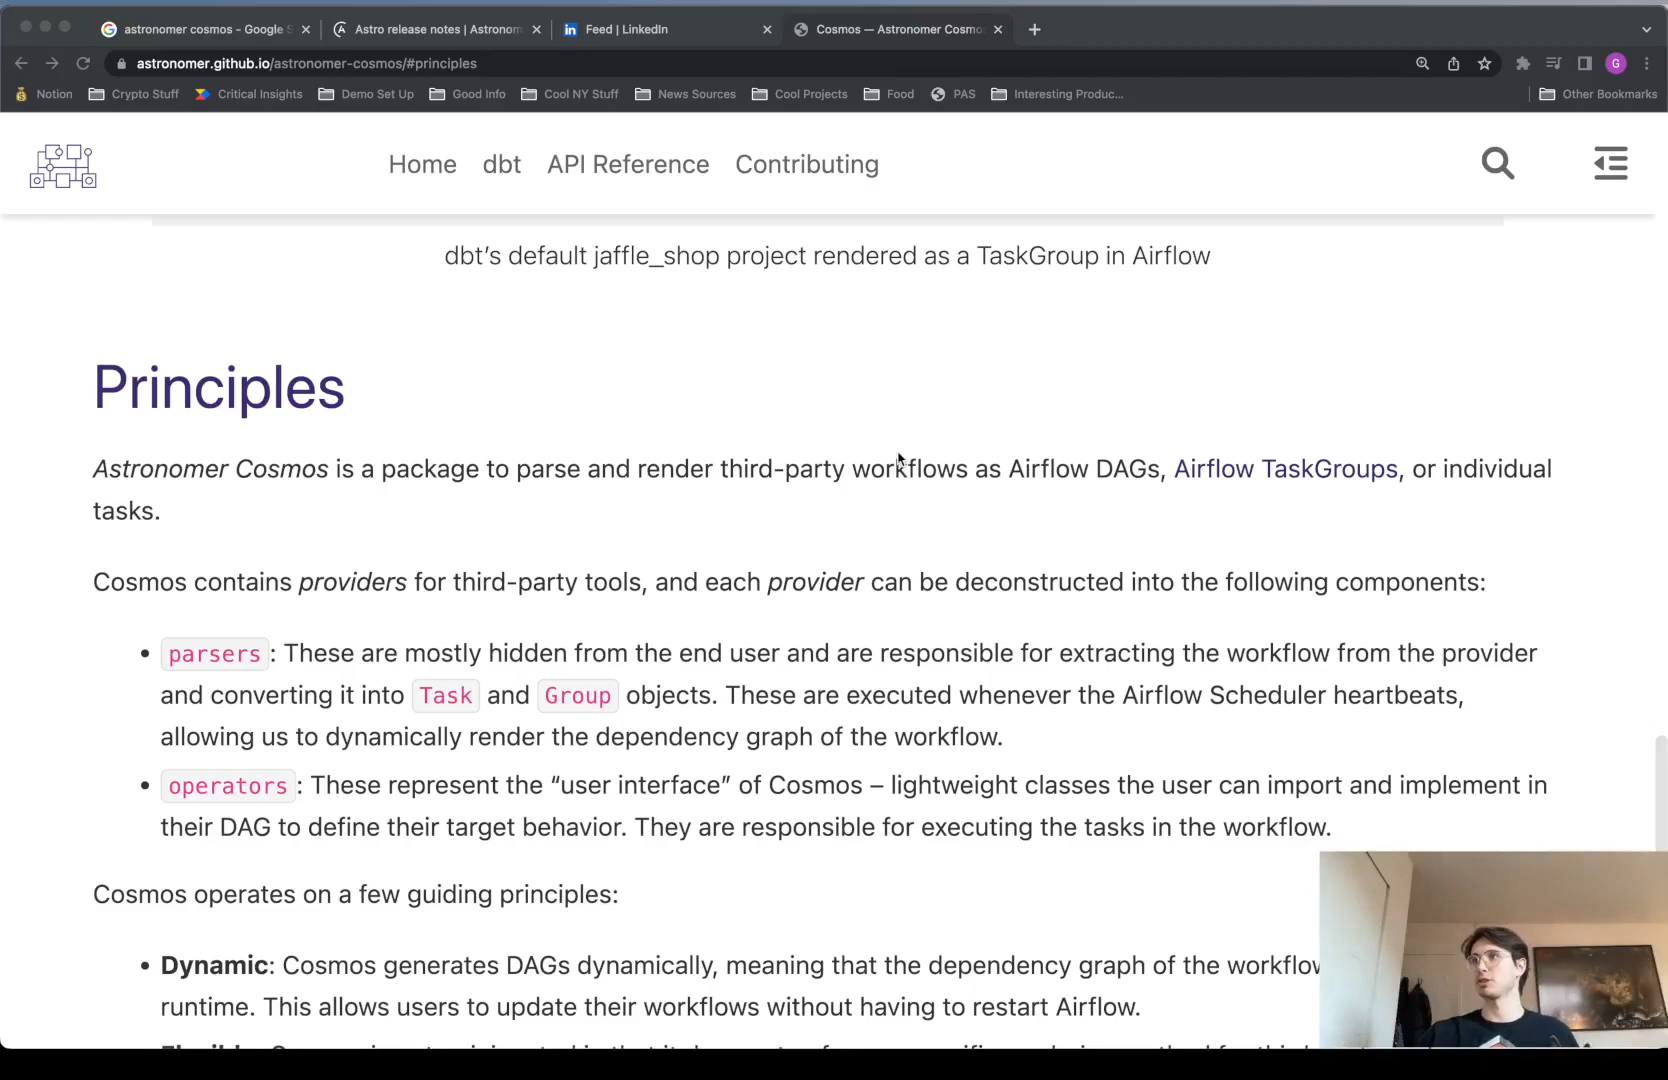 astronomer cosmos - Google S
Astro release notes | Astronom
Feed | LinkedIn
Cosmos — Astronomer Cosmo
astronomer.github.io/astronomer-cosmos/#principles
G
Notion
Crypto Stuff
Critical Insights
Demo Set Up
Good Info
Cool NY Stuff
News Sources
Cool Projects
Food
PAS
Interesting Produc...
Other Bookmarks
Home dbt API Reference Contributing
dbt’s default jaffle_shop project rendered as a TaskGroup in Airflow
Principles
Astronomer Cosmos is a package to parse and render third-party workflows as Airflow DAGs, Airflow TaskGroups, or individual
tasks.
Cosmos contains providers for third-party tools, and each provider can be deconstructed into the following components:
• parsers: These are mostly hidden from the end user and are responsible for extracting the workflow from the provider
and converting it into Task and Group objects. These are executed whenever the Airflow Scheduler heartbeats,
allowing us to dynamically render the dependency graph of the workflow.
• operators: These represent the “user interface” of Cosmos – lightweight classes the user can import and implement in
their DAG to define their target behavior. They are responsible for executing the tasks in the workflow.
Cosmos operates on a few guiding principles:
• Dynamic: Cosmos generates DAGs dynamically, meaning that the dependency graph of the workflow
runtime. This allows users to update their workflows without having to restart Airflow.